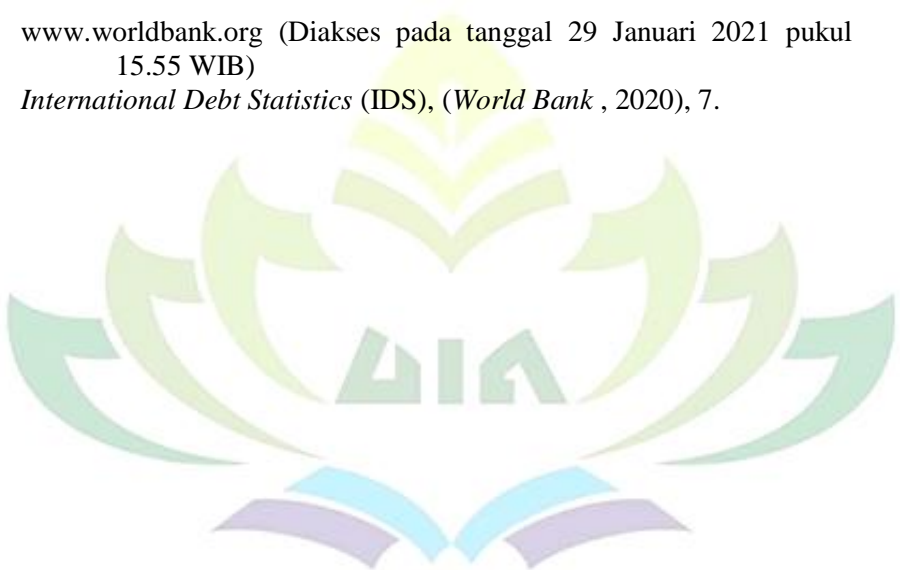 www.worldbank.org (Diakses pada tanggal 29 Januari 2021 pukul
15.55 WIB)
International Debt Statistics (IDS), (World Bank , 2020), 7.
UIN